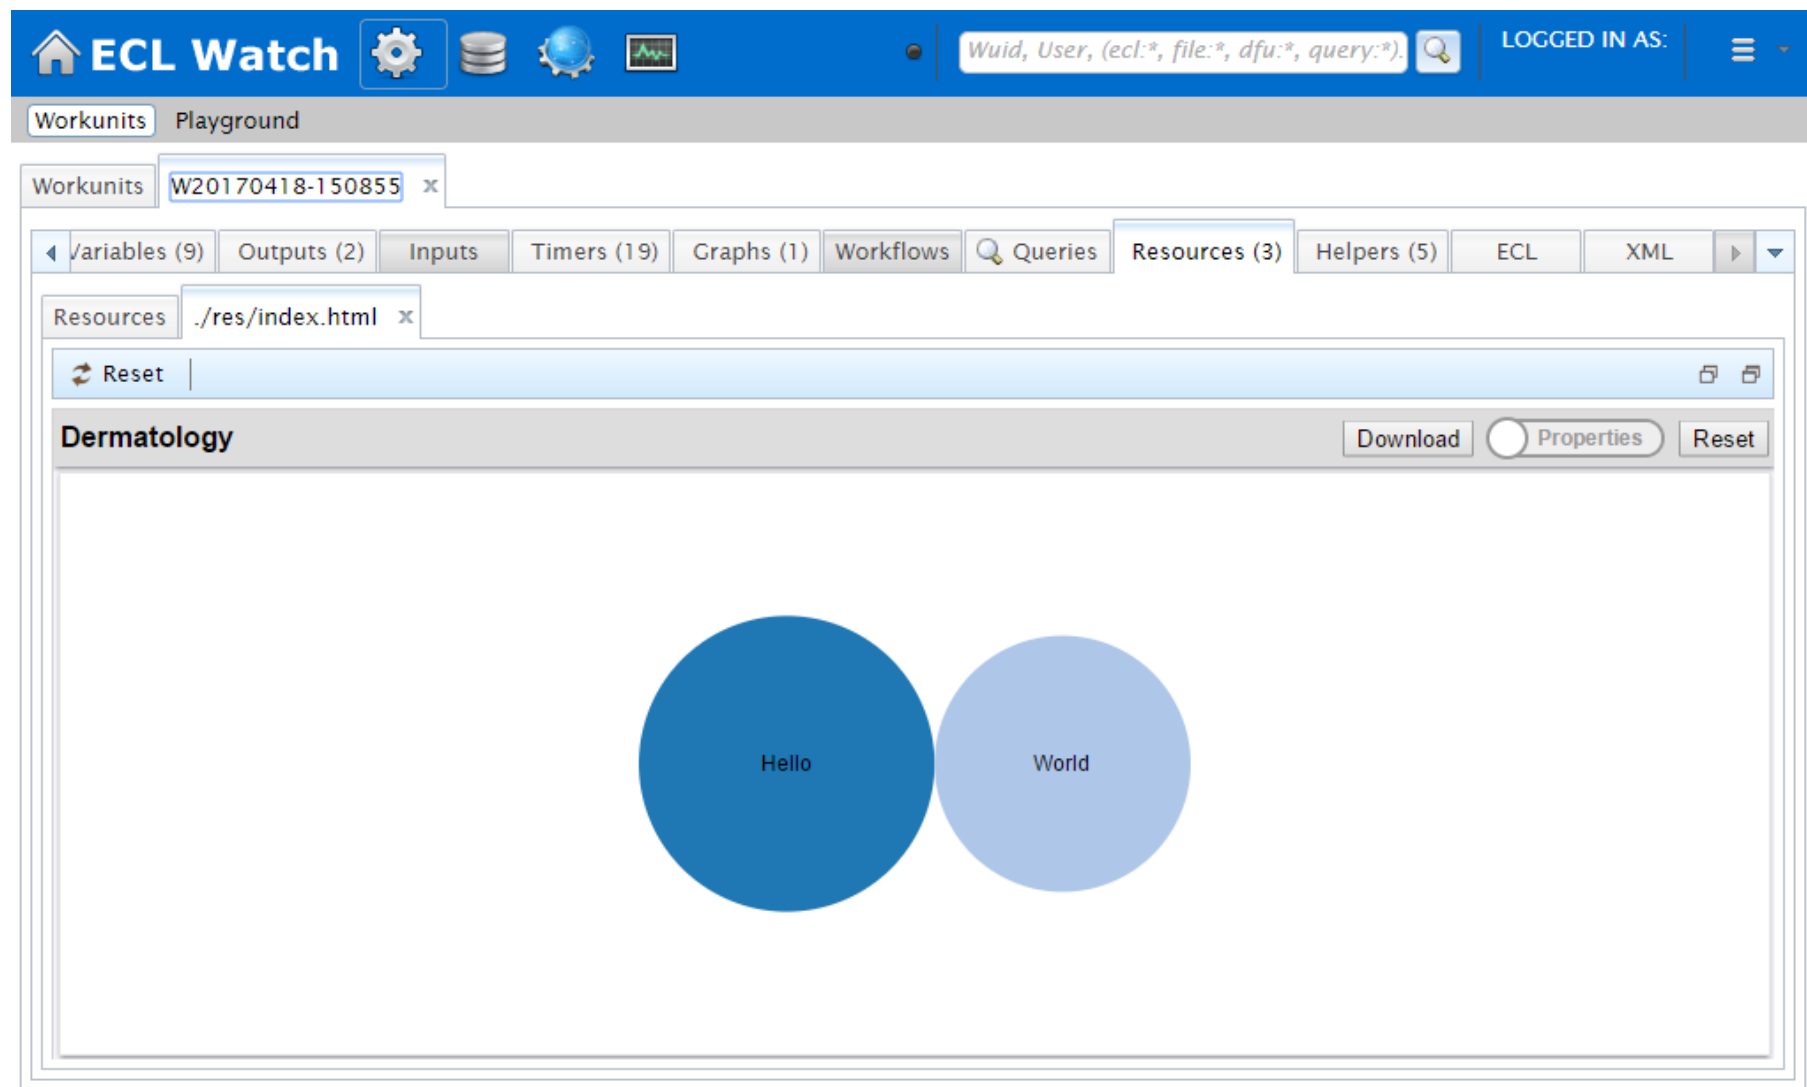 ECL Watch Wuid, User, (ecl:*, file:*, dfu:*, query:*). LOGGED IN AS:
Workunits Playground
Workunits W20170418-150855 x
Variables (9) Outputs (2) Inputs Timers (19) Graphs (1) Workflows Queries Resources (3) Helpers (5) ECL XML
Resources ./res/index.html x
Reset
Dermatology Download Properties Reset
Hello World